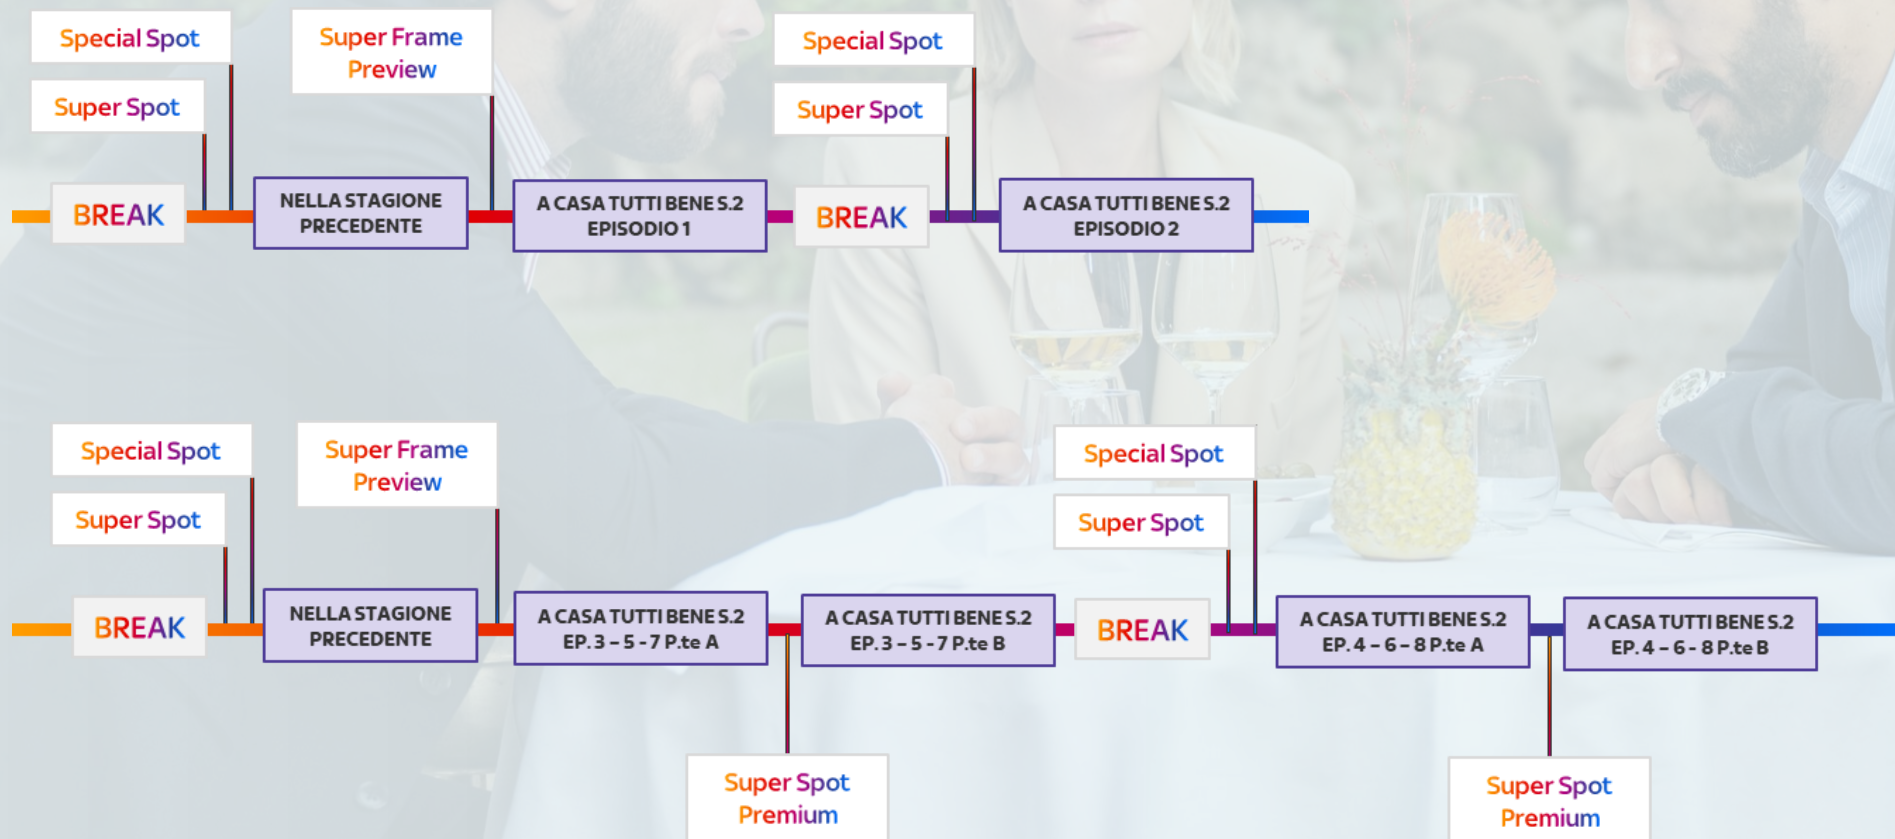 Special Spot
Super Spot
Super Frame
Preview
Special Spot
Super Spot
BREAK
NELLA STAGIONE
PRECEDENTE
A CASA TUTTI BENE S.2
EPISODIO 1
BREAK
A CASA TUTTI BENE S.2
EPISODIO 2
Special Spot
Super Spot
Super Frame
Preview
Special Spot
Super Spot
BREAK
NELLA STAGIONE
PRECEDENTE
A CASA TUTTI BENE S.2
EP. 3 – 5 - 7 P.te A
A CASA TUTTI BENE S.2
EP. 3 – 5 - 7 P.te B
BREAK
A CASA TUTTI BENE S.2
EP. 4 – 6 – 8 P.te A
A CASA TUTTI BENE S.2
EP. 4 – 6 - 8 P.te B
Super Spot
Premium
Super Spot
Premium